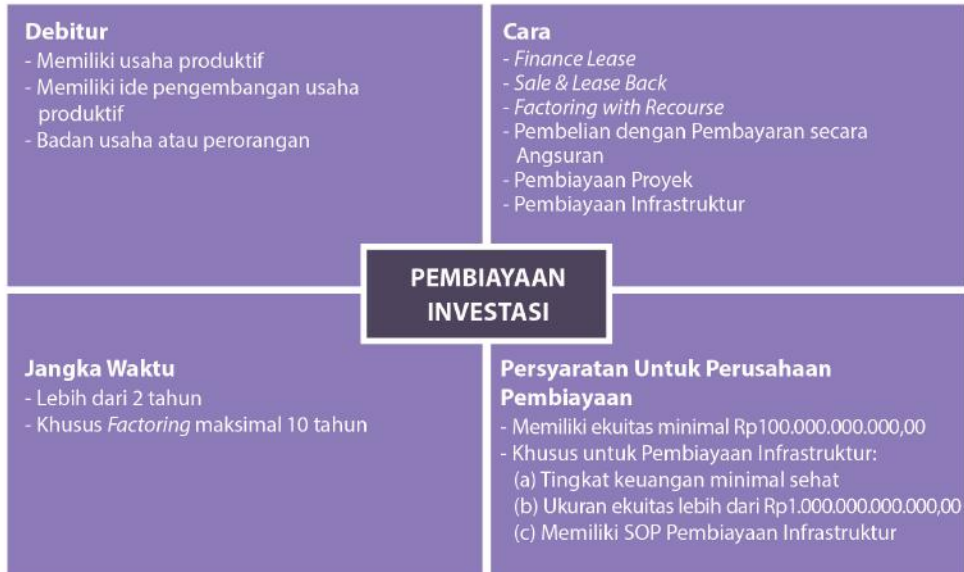 Debitur
- Memiliki usaha produktif
- Memiliki ide pengembangan usaha
produktif
- Badan usaha atau perorangan
Cara
- Finance Lease
- Sale & Lease Back
- Factoring with Recourse
- Pembelian dengan Pembayaran secara
Angsuran
- Pembiayaan Proyek
- Pembiayaan Infrastruktur
PEMBIAYAAN
INVESTASI
Jangka Waktu
- Lebih dari 2 tahun
- Khusus Factoring maksimal 10 tahun
Persyaratan Untuk Perusahaan
Pembiayaan
- Memiliki ekuitas minimal Rp100.000.000.000,00
- Khusus untuk Pembiayaan Infrastruktur:
(a) Tingkat keuangan minimal sehat
(b) Ukuran ekuitas lebih dari Rp1.000.000.000.000,00
(c) Memiliki SOP Pembiayaan Infrastruktur